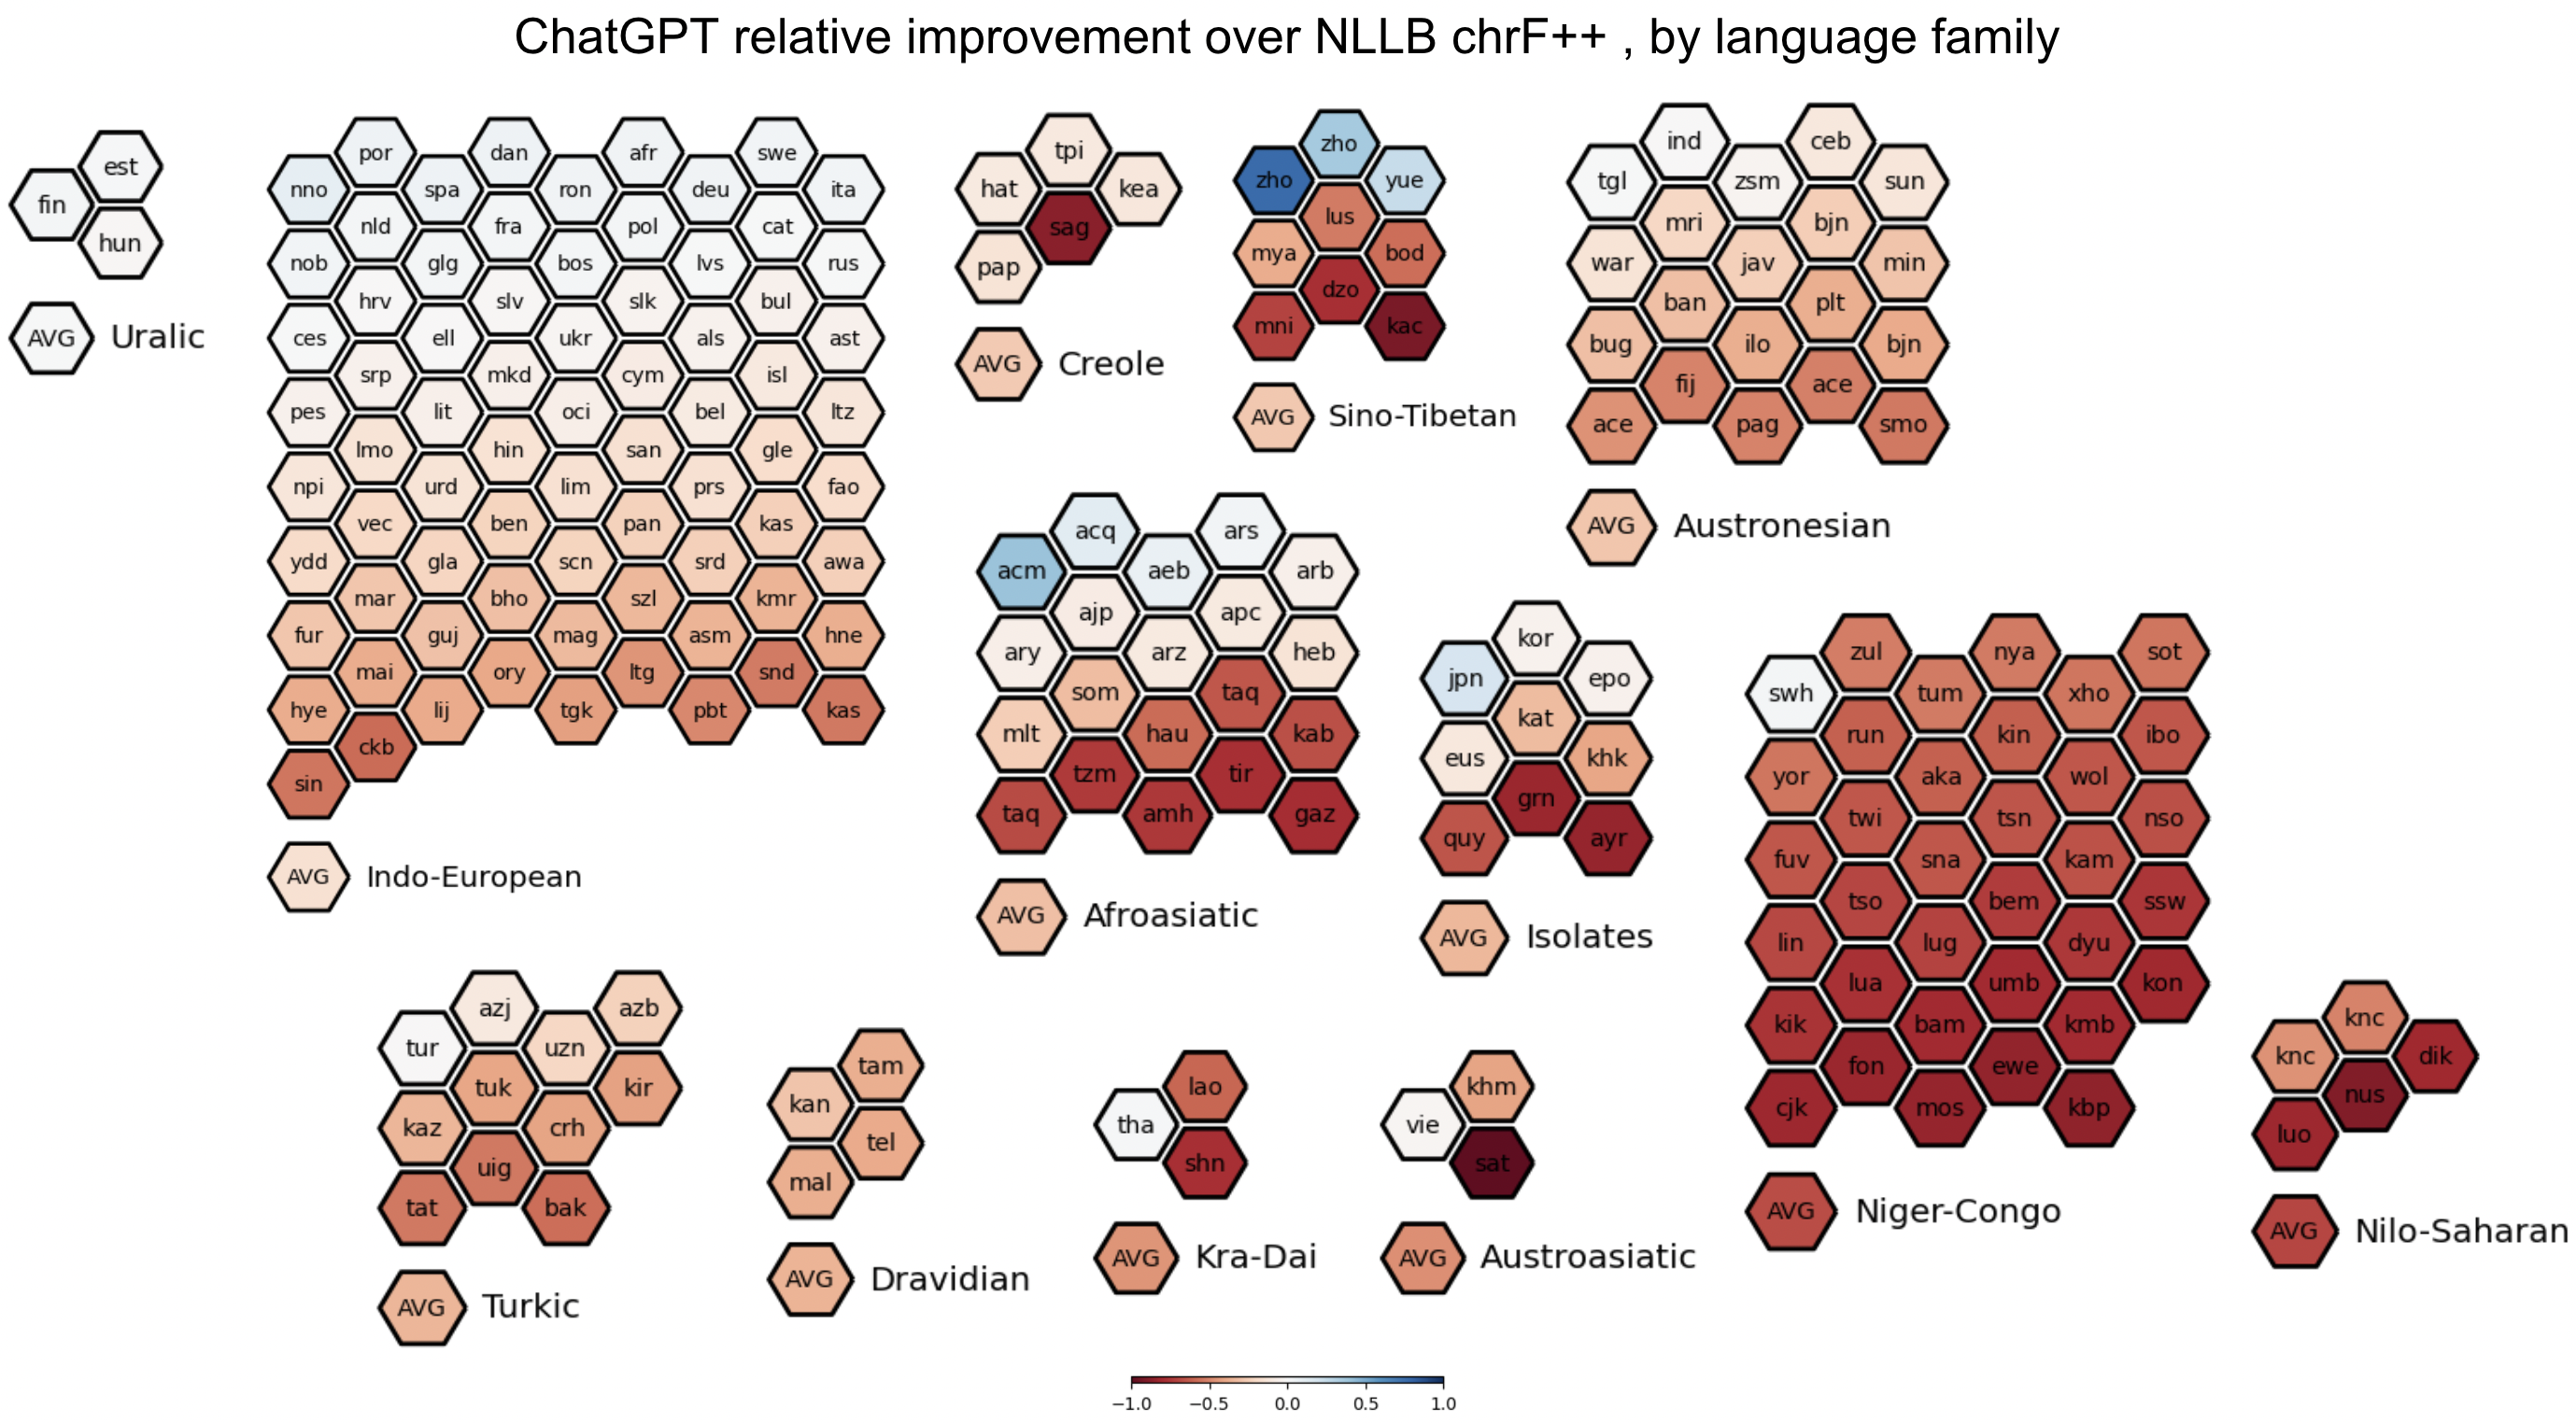 ChatGPT relative improvement over NLLB chrF++ , by language family
est
fin
hun
AVG Uralic
por dan afr swe
nno spa ron deu ita
nld fra pol cat
nob glg bos lvs rus
hrv slv slk bul
ces ell ukr als ast
srp mkd cym isl
pes lit oci bel ltz
lmo hin san gle
npi urd lim prs fao
vec ben pan kas
ydd gla scn srd awa
mar bho szl kmr
fur guj mag asm hne
mai ory ltg snd
hye lij tgk pbt kas
ckb
sin
AVG Indo-European
tpi
hat kea
sag
pap
AVG Creole
zho
zho yue
lus
mya bod
dzo
mni kac
AVG Sino-Tibetan
ind ceb
tgl zsm sun
mri bjn
war jav min
ban plt
bug ilo bjn
fij ace
ace pag smo
AVG Austronesian
acq ars
acm aeb arb
ajp apc
ary arz heb
som taq
mlt hau kab
tzm tir
taq amh gaz
AVG Afroasiatic
kor
jpn epo
kat
eus khk
grn
quy ayr
AVG Isolates
zul nya sot
swh tum xho
run kin ibo
yor aka wol
twi tsn nso
fuv sna kam
tso bem ssw
lin lug dyu
lua umb kon
kik bam kmb
fon ewe
cjk mos kbp
AVG Niger-Congo
knc
knc dik
nus
luo
AVG Nilo-Saharan
azj azb
tur uzn
tuk kir
kaz crh
uig
tat bak
AVG Turkic
tam
kan
tel
mal
AVG Dravidian
lao
tha
shn
AVG Kra-Dai
khm
vie
sat
AVG Austroasiatic
−1.0 −0.5 0.0 0.5 1.0